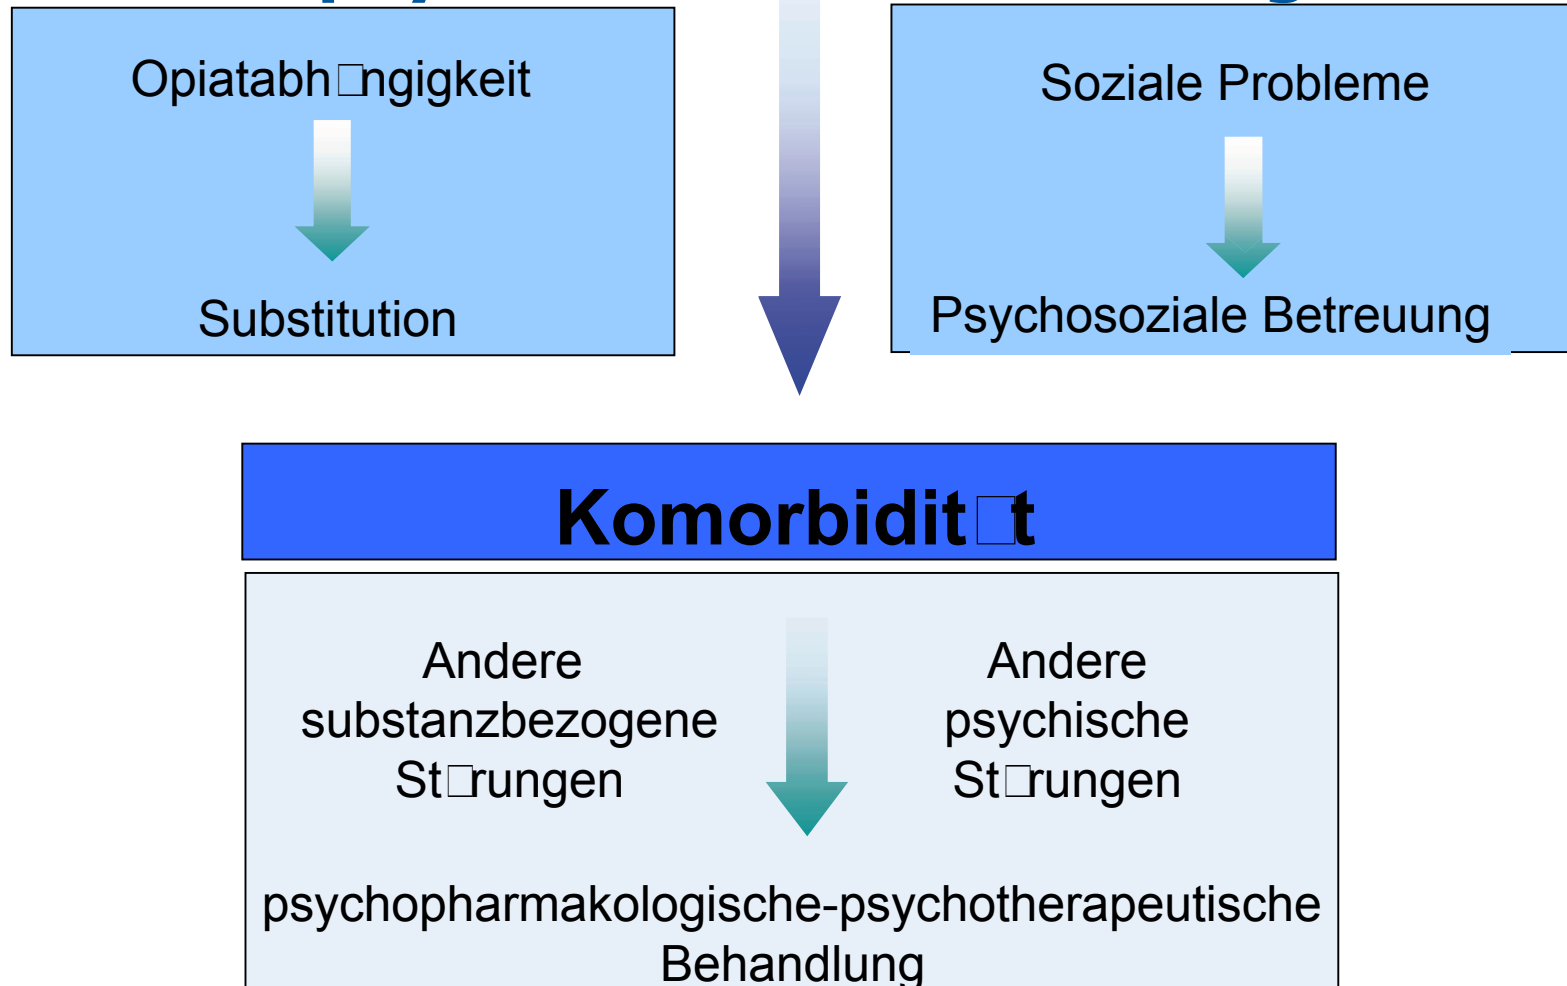 Opiatabh□ngigkeit
Substitution
Soziale Probleme
Psychosoziale Betreuung
Komorbidit□t
Andere
substanzbezogene
St□rungen
Andere
psychische
St□rungen
psychopharmakologische-psychotherapeutische
Behandlung